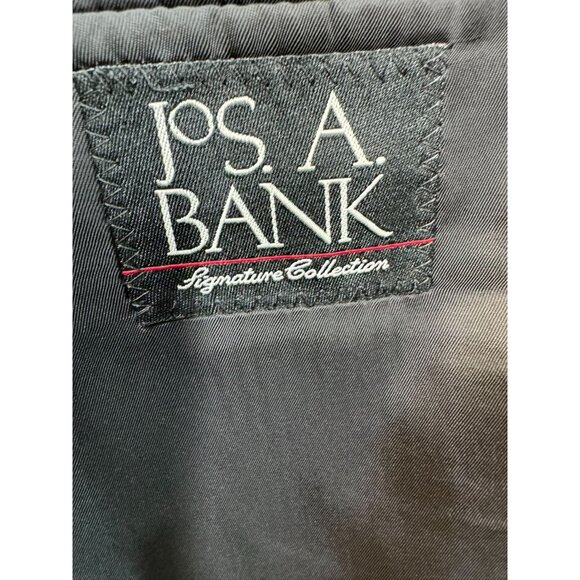 JOS. A.
BANK
Signature Collection